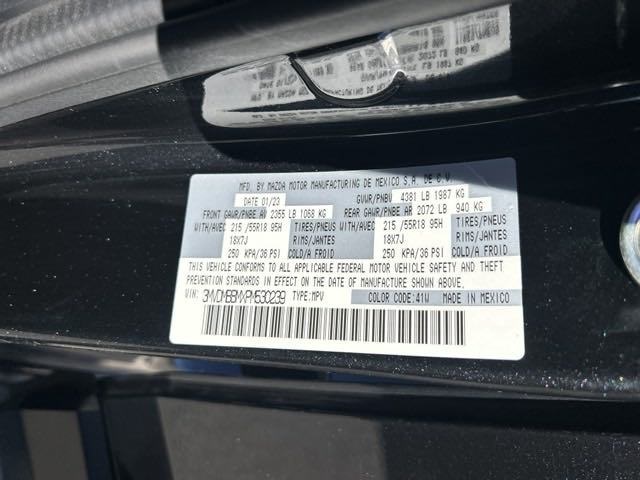 MFD. BY MAZDA MOTOR MANUFACTURING DE MEXICO S.A. DE C.V.
DATE 01/23 GVWR/PNBV 4381 LB 1987 KG
FRONT GAWR/PNBE AV 2355 LB 1068 KG REAR GAWR/PNBE AR 2072 LB 940 KG
WITH/AVEC 215 /55R18 95H TIRES/PNEUS WITH/AVEC 215 /55R18 95H TIRES/PNEUS
18X7J RIMS/JANTES 18X7J RIMS/JANTES
250 KPA/36 PSI COLD/A FROID 250 KPA/36 PSI COLD/A FROID
THIS VEHICLE CONFORMS TO ALL APPLICABLE FEDERAL MOTOR VEHICLE SAFETY AND
THEFT PREVENTION STANDARDS IN EFFECT ON THE DATE OF MANUFACTURE SHOWN ABOVE.
VIN: 3MVDMBBMXPM530239 TYPE:MPV COLOR CODE:41W MADE IN MEXICO